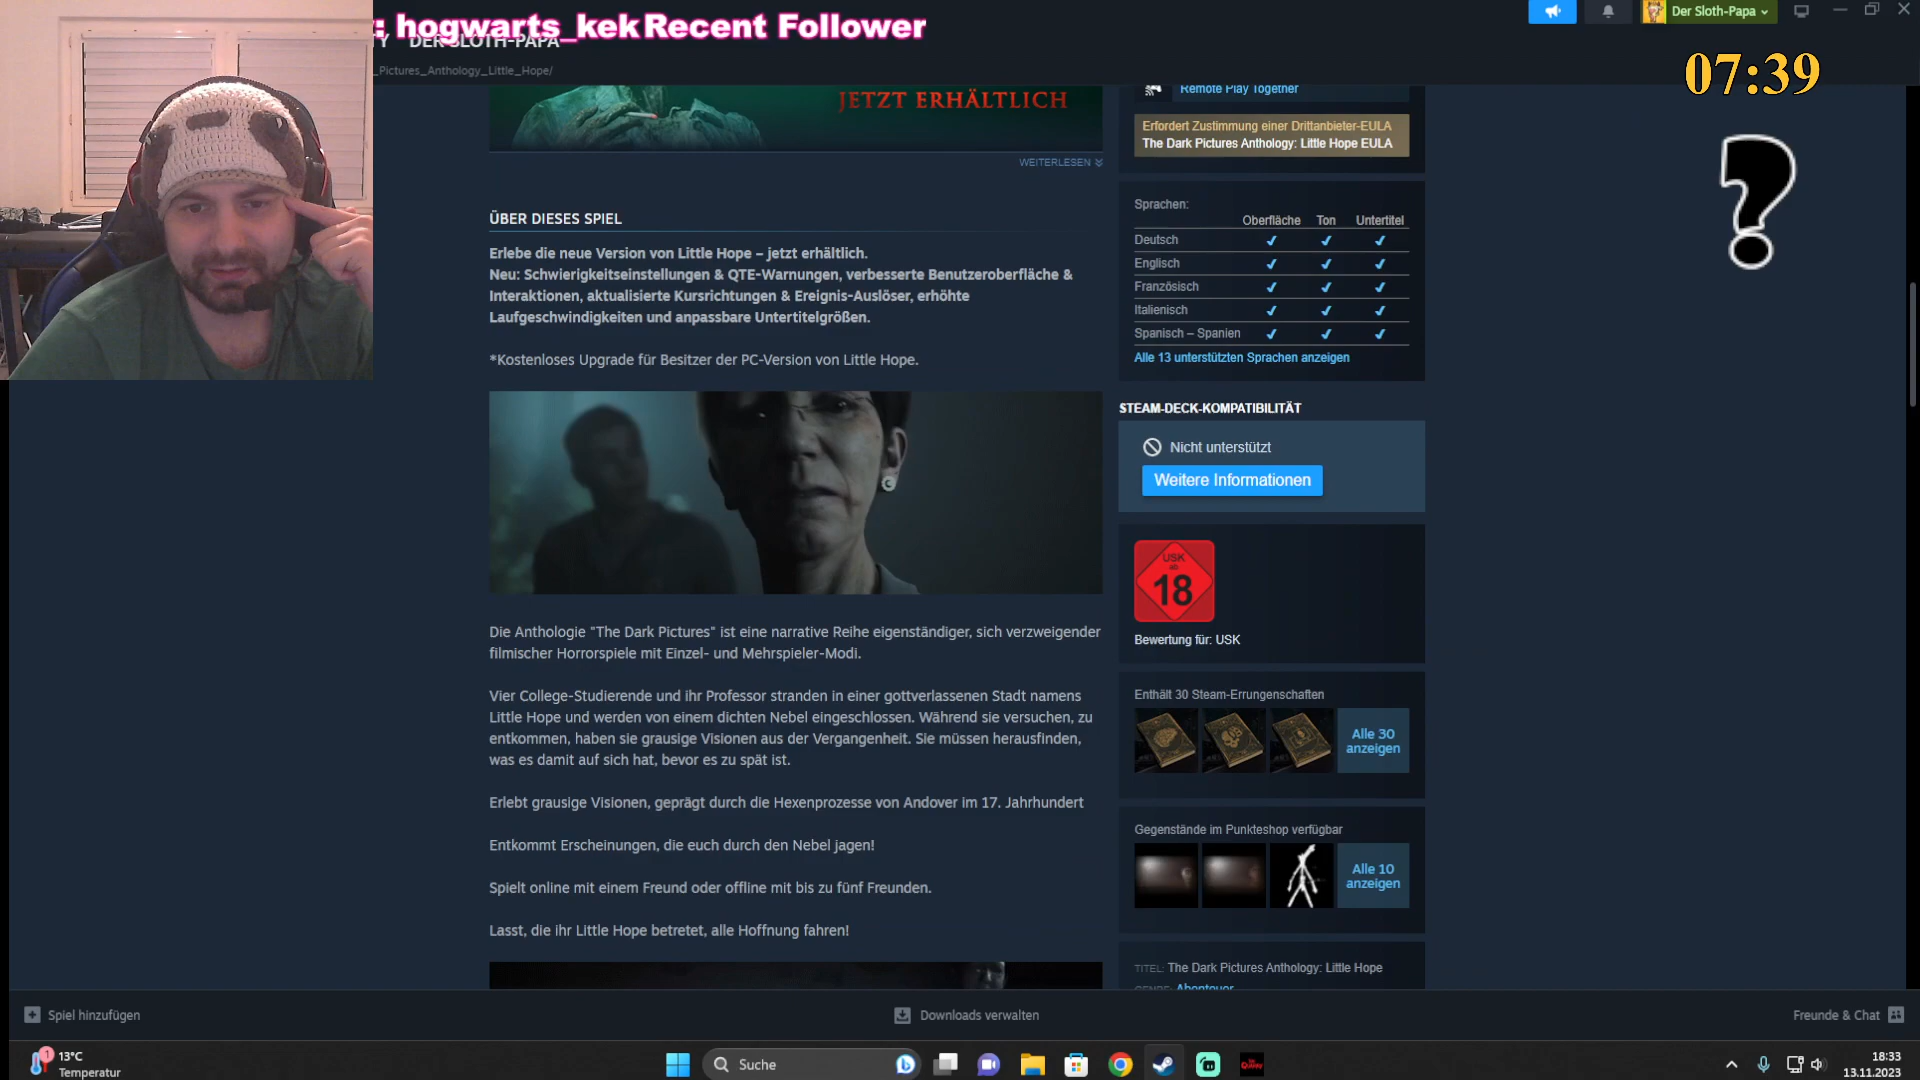 : hogwarts_kek Recent Follower
Y DER SLOTH-PAPA
_Pictures_Anthology_Little_Hope/
Der Sloth-Papa
07:39
?
JETZT ERHÄLTLICH
WEITERLESEN
ÜBER DIESES SPIEL
Erlebe die neue Version von Little Hope – jetzt erhältlich.
Neu: Schwierigkeitseinstellungen & QTE-Warnungen, verbesserte Benutzeroberfläche &
Interaktionen, aktualisierte Kursrichtungen & Ereignis-Auslöser, erhöhte
Laufgeschwindigkeiten und anpassbare Untertitelgrößen.
*Kostenloses Upgrade für Besitzer der PC-Version von Little Hope.
Die Anthologie "The Dark Pictures" ist eine narrative Reihe eigenständiger, sich verzweigender
filmischer Horrorspiele mit Einzel- und Mehrspieler-Modi.
Vier College-Studierende und ihr Professor stranden in einer gottverlassenen Stadt namens
Little Hope und werden von einem dichten Nebel eingeschlossen. Während sie versuchen, zu
entkommen, haben sie grausige Visionen aus der Vergangenheit. Sie müssen herausfinden,
was es damit auf sich hat, bevor es zu spät ist.
Erlebt grausige Visionen, geprägt durch die Hexenprozesse von Andover im 17. Jahrhundert
Entkommt Erscheinungen, die euch durch den Nebel jagen!
Spielt online mit einem Freund oder offline mit bis zu fünf Freunden.
Lasst, die ihr Little Hope betretet, alle Hoffnung fahren!
Remote Play Together
Erfordert Zustimmung einer Drittanbieter-EULA
The Dark Pictures Anthology: Little Hope EULA
Sprachen:
Oberfläche Ton Untertitel
Deutsch ✔ ✔ ✔
Englisch ✔ ✔ ✔
Französisch ✔ ✔ ✔
Italienisch ✔ ✔ ✔
Spanisch – Spanien ✔ ✔ ✔
Alle 13 unterstützten Sprachen anzeigen
STEAM-DECK-KOMPATIBILITÄT
Nicht unterstützt
Weitere Informationen
USK
ab
18
Bewertung für: USK
Enthält 30 Steam-Errungenschaften
Alle 30
anzeigen
Gegenstände im Punkteshop verfügbar
Alle 10
anzeigen
TITEL: The Dark Pictures Anthology: Little Hope
GENRE: Abenteuer
Spiel hinzufügen
Downloads verwalten
Freunde & Chat
1
13°C
Temperatur
Suche
18:33
13.11.2023